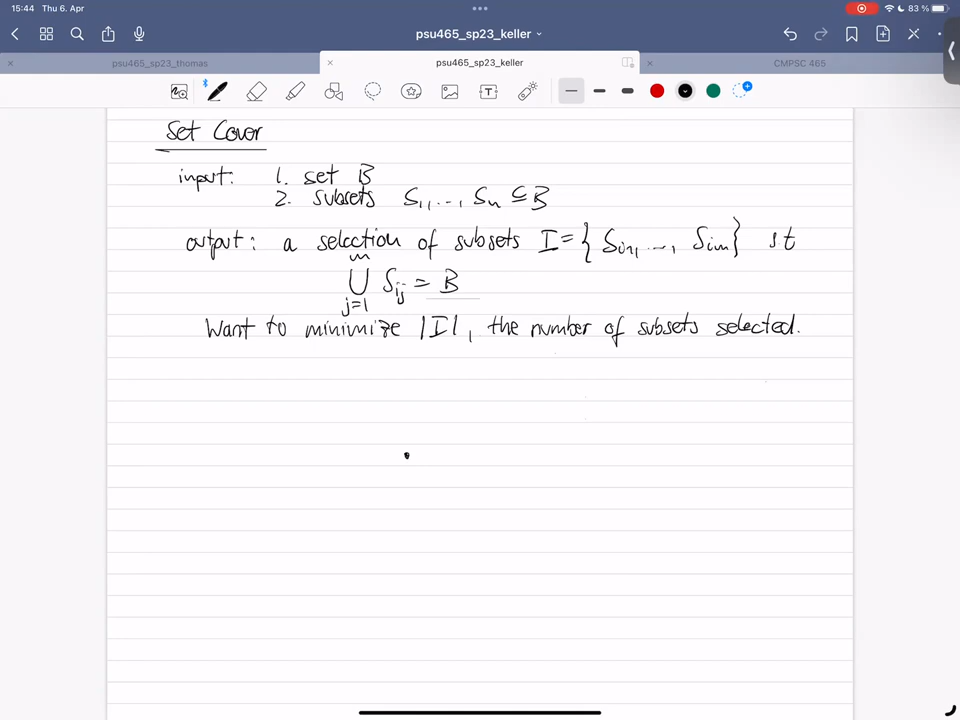 15:44 Thu 6. Apr
83 %
psu465_sp23_keller
psu465_sp23_thomas
psu465_sp23_keller
CMPSC 465
Set Cover
input: 1. set B
2. subsets S₁, ..., Sₙ ⊆ B
output: a selection of subsets I = { Si₁, ..., Sim } s.t
m
⋃ Sij = B
j=1
Want to minimize |I|, the number of subsets selected.